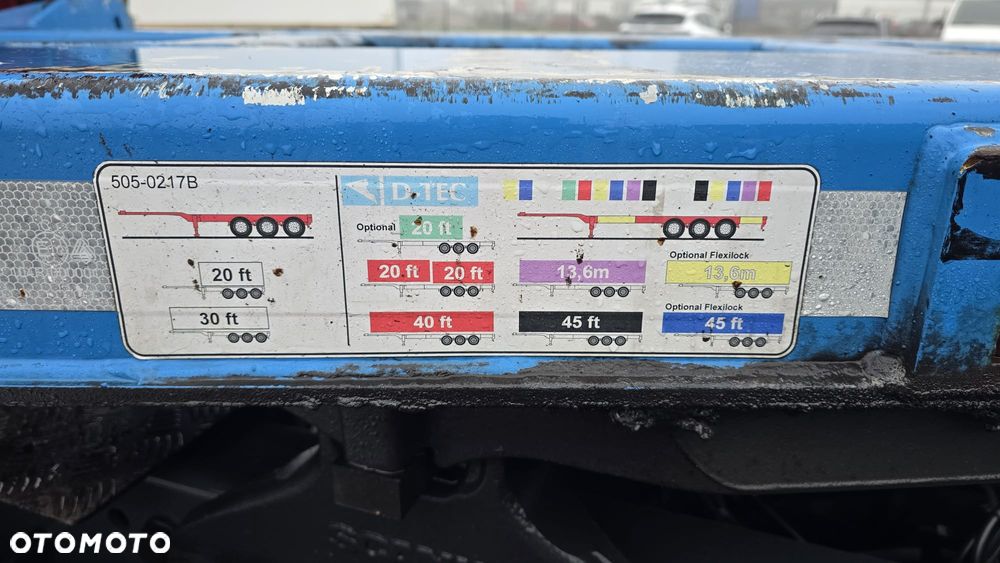 505-0217B
20 ft
30 ft
D-TEC
Optional 20 ft
20 ft 20 ft
13,6m
Optional Flexilock
13,6m
40 ft
45 ft
Optional Flexilock
45 ft
OTOMOTO